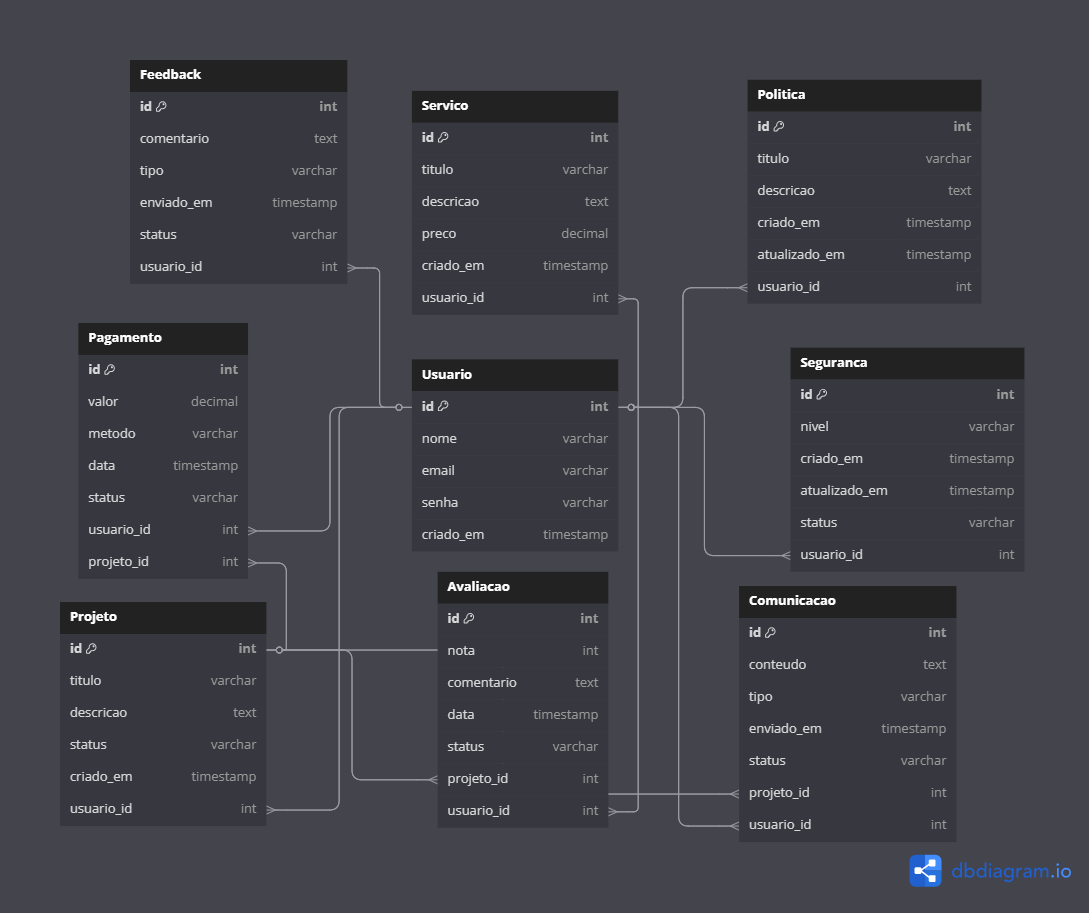 Feedback
id int
comentario text
tipo varchar
enviado_em timestamp
status varchar
usuario_id int
Servico
id int
titulo varchar
descricao text
preco decimal
criado_em timestamp
usuario_id int
Politica
id int
titulo varchar
descricao text
criado_em timestamp
atualizado_em timestamp
usuario_id int
Pagamento
id int
valor decimal
metodo varchar
data timestamp
status varchar
usuario_id int
projeto_id int
Usuario
id int
nome varchar
email varchar
senha varchar
criado_em timestamp
Seguranca
id int
nivel varchar
criado_em timestamp
atualizado_em timestamp
status varchar
usuario_id int
Projeto
id int
titulo varchar
descricao text
status varchar
criado_em timestamp
usuario_id int
Avaliacao
id int
nota int
comentario text
data timestamp
status varchar
projeto_id int
usuario_id int
Comunicacao
id int
conteudo text
tipo varchar
enviado_em timestamp
status varchar
projeto_id int
usuario_id int
dbdiagram.io